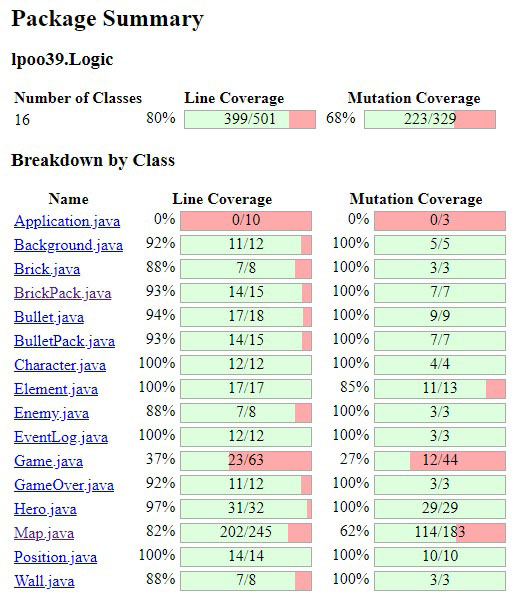 Package Summary
lpoo39.Logic
Number of Classes Line Coverage Mutation Coverage
16 80% 399/501 68% 223/329
Breakdown by Class
Name Line Coverage Mutation Coverage
Application.java 0% 0/10 0% 0/3
Background.java 92% 11/12 100% 5/5
Brick.java 88% 7/8 100% 3/3
BrickPack.java 93% 14/15 100% 7/7
Bullet.java 94% 17/18 100% 9/9
BulletPack.java 93% 14/15 100% 7/7
Character.java 100% 12/12 100% 4/4
Element.java 100% 17/17 85% 11/13
Enemy.java 88% 7/8 100% 3/3
EventLog.java 100% 12/12 100% 3/3
Game.java 37% 23/63 27% 12/44
GameOver.java 92% 11/12 100% 3/3
Hero.java 97% 31/32 100% 29/29
Map.java 82% 202/245 62% 114/183
Position.java 100% 14/14 100% 10/10
Wall.java 88% 7/8 100% 3/3